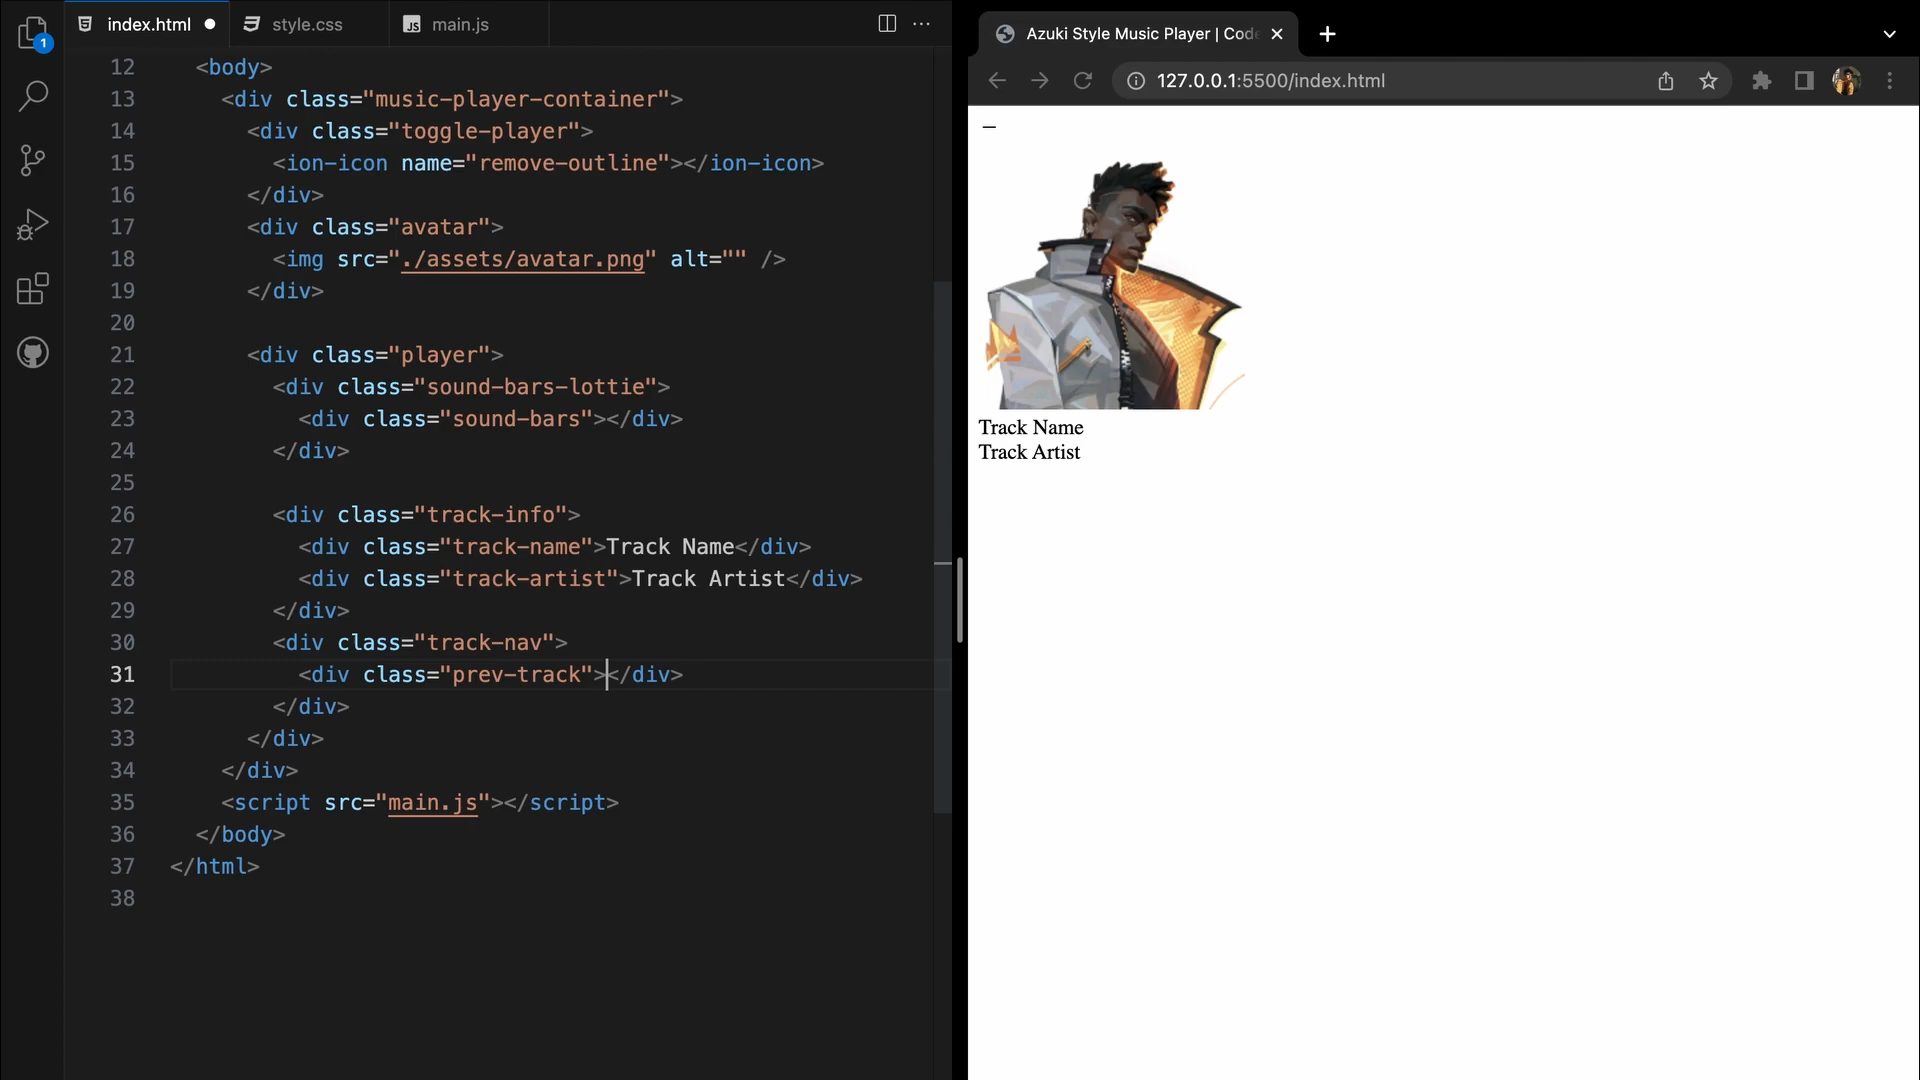 index.html
style.css
JS main.js
1
12 <body>
13 <div class="music-player-container">
14 <div class="toggle-player">
15 <ion-icon name="remove-outline"></ion-icon>
16 </div>
17 <div class="avatar">
18 <img src="./assets/avatar.png" alt="" />
19 </div>
20
21 <div class="player">
22 <div class="sound-bars-lottie">
23 <div class="sound-bars"></div>
24 </div>
25
26 <div class="track-info">
27 <div class="track-name">Track Name</div>
28 <div class="track-artist">Track Artist</div>
29 </div>
30 <div class="track-nav">
31 <div class="prev-track"></div>
32 </div>
33 </div>
34 </div>
35 <script src="main.js"></script>
36 </body>
37 </html>
38
Azuki Style Music Player | Code
127.0.0.1:5500/index.html
Track Name
Track Artist